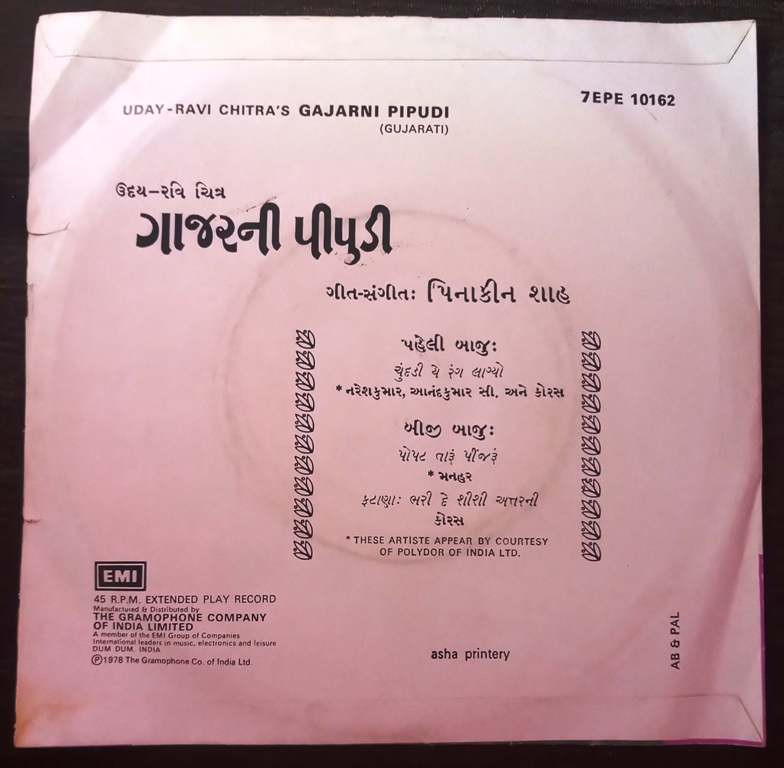 UDAY-RAVI CHITRA'S GAJARNI PIPUDI
(GUJARATI)
7EPE 10162
ઉદય-રવિ ચિત્ર
ગાજરની પીપુડી
ગીત-સંગીતઃ પિનાકીન શાહ
પહેલી બાજુઃ
ચુંદડી યે રંગ લાગ્યો
* નરેશકુમાર, આનંદકુમાર સી. અને કોરસ
બીજી બાજુઃ
પોપટ તારૂં પીંજરૂં
* મનહર
ફટાણાઃ ભરી દે શીશી અત્તરની
કોરસ
* THESE ARTISTE APPEAR BY COURTESY
OF POLYDOR OF INDIA LTD.
EMI
45 R.P.M. EXTENDED PLAY RECORD
Manufactured & Distributed by
THE GRAMOPHONE COMPANY
OF INDIA LIMITED
A member of the EMI Group of Companies
International leaders in music, electronics and leisure
DUM DUM. INDIA
Ⓟ1978 The Gramophone Co. of India Ltd.
asha printery
AB & PAL